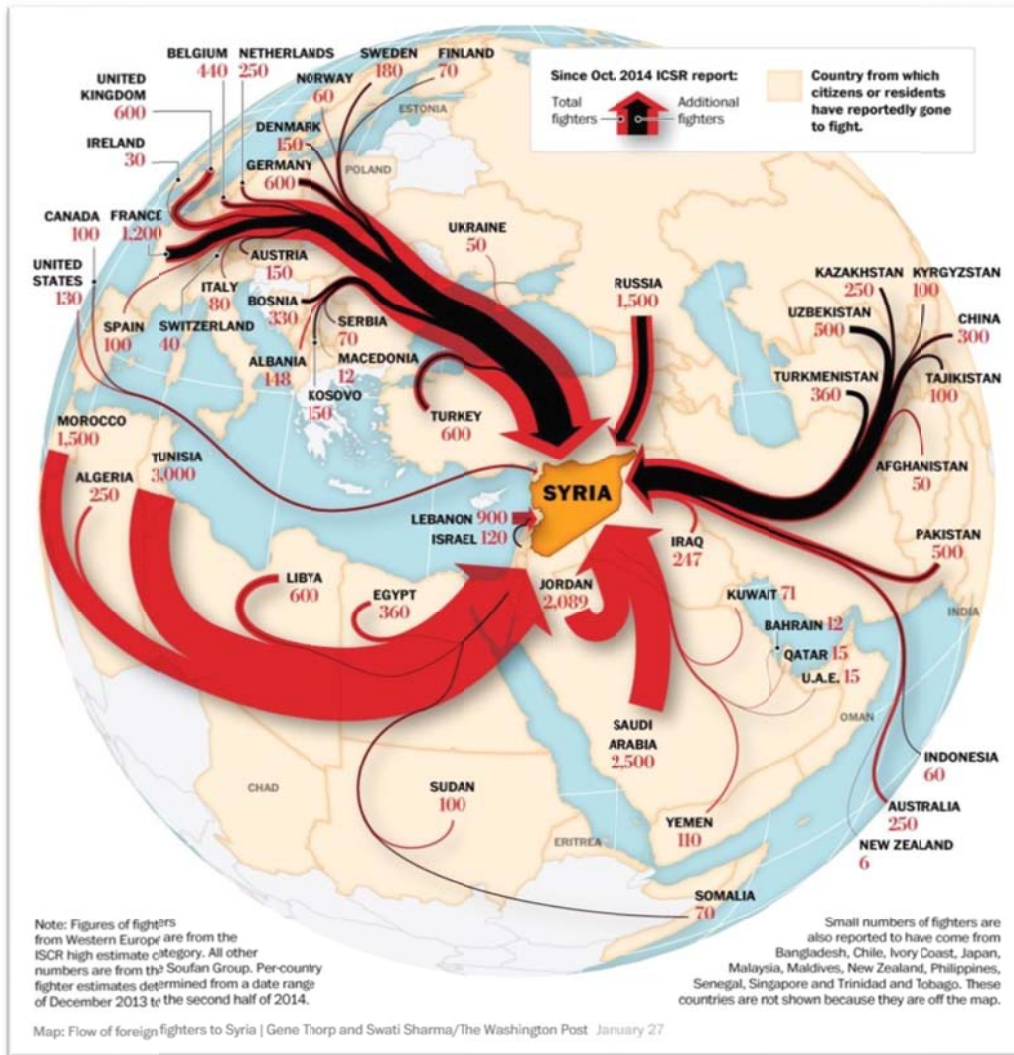 BELGIUM
440
NETHERLANDS
250
SWEDEN
180
FINLAND
70
NORWAY
60
UNITED
KINGDOM
600
ESTONIA
DENMARK
150
IRELAND
30
GERMANY
600
POLAND
CANADA
100
FRANCE
1,200
UNITED
STATES
130
AUSTRIA
150
ITALY
80
BOSNIA
330
SPAIN
100
SWITZERLAND
40
SERBIA
70
ALBANIA
148
MACEDONIA
12
KOSOVO
150
UKRAINE
50
RUSSIA
1,500
TURKEY
600
Since Oct. 2014 ICSR report:
Total
fighters
Additional
fighters
Country from which
citizens or residents
have reportedly gone
to fight.
KAZAKHSTAN
250
KYRGYZSTAN
100
UZBEKISTAN
500
CHINA
300
TURKMENISTAN
360
TAJIKISTAN
100
AFGHANISTAN
50
PAKISTAN
500
INDIA
MOROCCO
1,500
ALGERIA
250
TUNISIA
3,000
SYRIA
LEBANON 900
ISRAEL 120
IRAQ
247
LIBYA
600
EGYPT
360
JORDAN
2,089
KUWAIT 71
BAHRAIN 12
QATAR 15
U.A.E. 15
OMAN
SAUDI
ARABIA
2,500
INDONESIA
60
CHAD
SUDAN
100
YEMEN
110
AUSTRALIA
250
NEW ZEALAND
6
ERITREA
SOMALIA
70
Note: Figures of fighters
from Western Europe are from the
ISCR high estimate category. All other
numbers are from the Soufan Group. Per-country
fighter estimates determined from a date range
of December 2013 to the second half of 2014.
Small numbers of fighters are
also reported to have come from
Bangladesh, Chile, Ivory Coast, Japan,
Malaysia, Maldives, New Zealand, Philippines,
Senegal, Singapore and Trinidad and Tobago. These
countries are not shown because they are off the map.
Map: Flow of foreign fighters to Syria | Gene Thorp and Swati Sharma/The Washington Post January 27